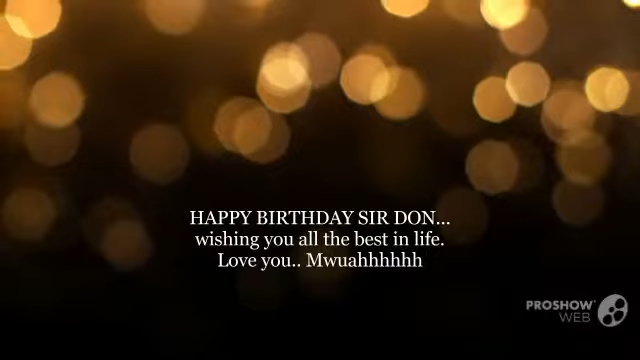 HAPPY BIRTHDAY SIR DON...
wishing you all the best in life.
Love you.. Mwuahhhhhh
PROSHOW
WEB